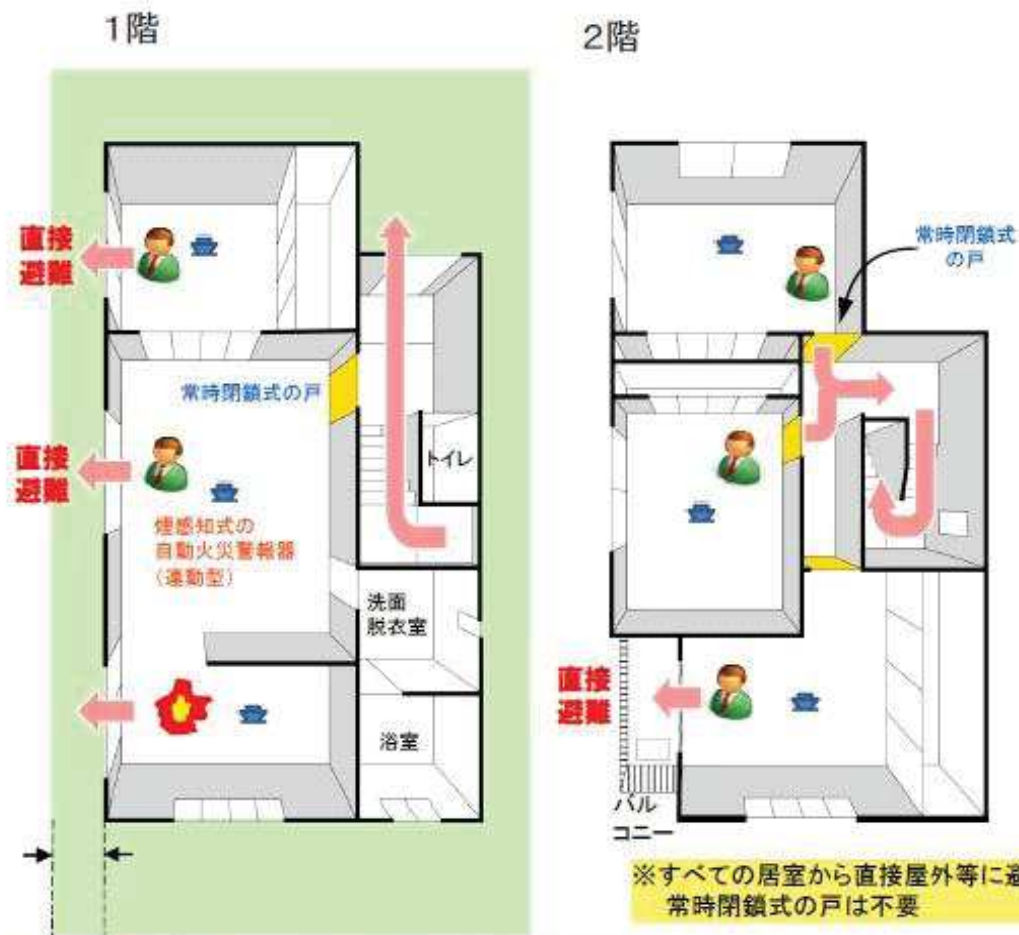 1階
2階
直接
避難
常時閉鎖式
の戸
常時閉鎖式の戸
直接
避難
トイレ
煙感知式の
自動火災警報器
(連動型)
洗面
脱衣室
直接
避難
浴室
バル
コニー
※すべての居室から直接屋外等に避
常時閉鎖式の戸は不要